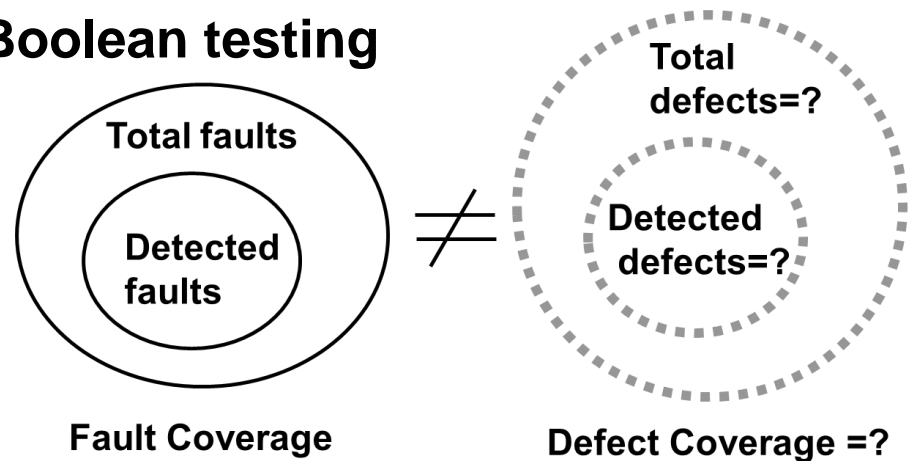 Boolean testing
Total faults
Detected
faults
≠
Total
defects=?
Detected
defects=?
Fault Coverage
Defect Coverage =?